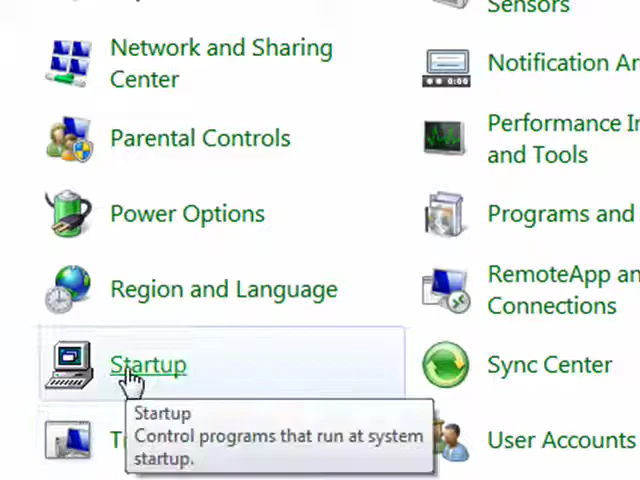 Sensors
Network and Sharing
Center
Notification Ar
Parental Controls
Performance In
and Tools
Power Options
Programs and
Region and Language
RemoteApp an
Connections
Startup
Sync Center
Startup
Control programs that run at system
startup.
User Accounts